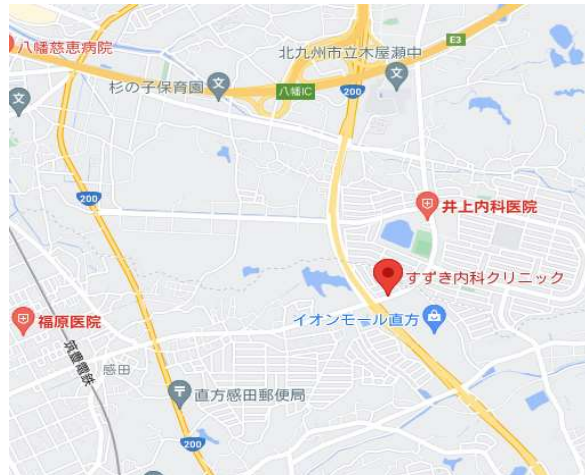 八幡慈恵病院
北九州市立木屋瀬中
E3
杉の子保育園
文
文
八幡IC
200
文
200
井上内科医院
すずき内科クリニック
福原医院
イオンモール直方
筑豊電鉄
感田
直方感田郵便局
200